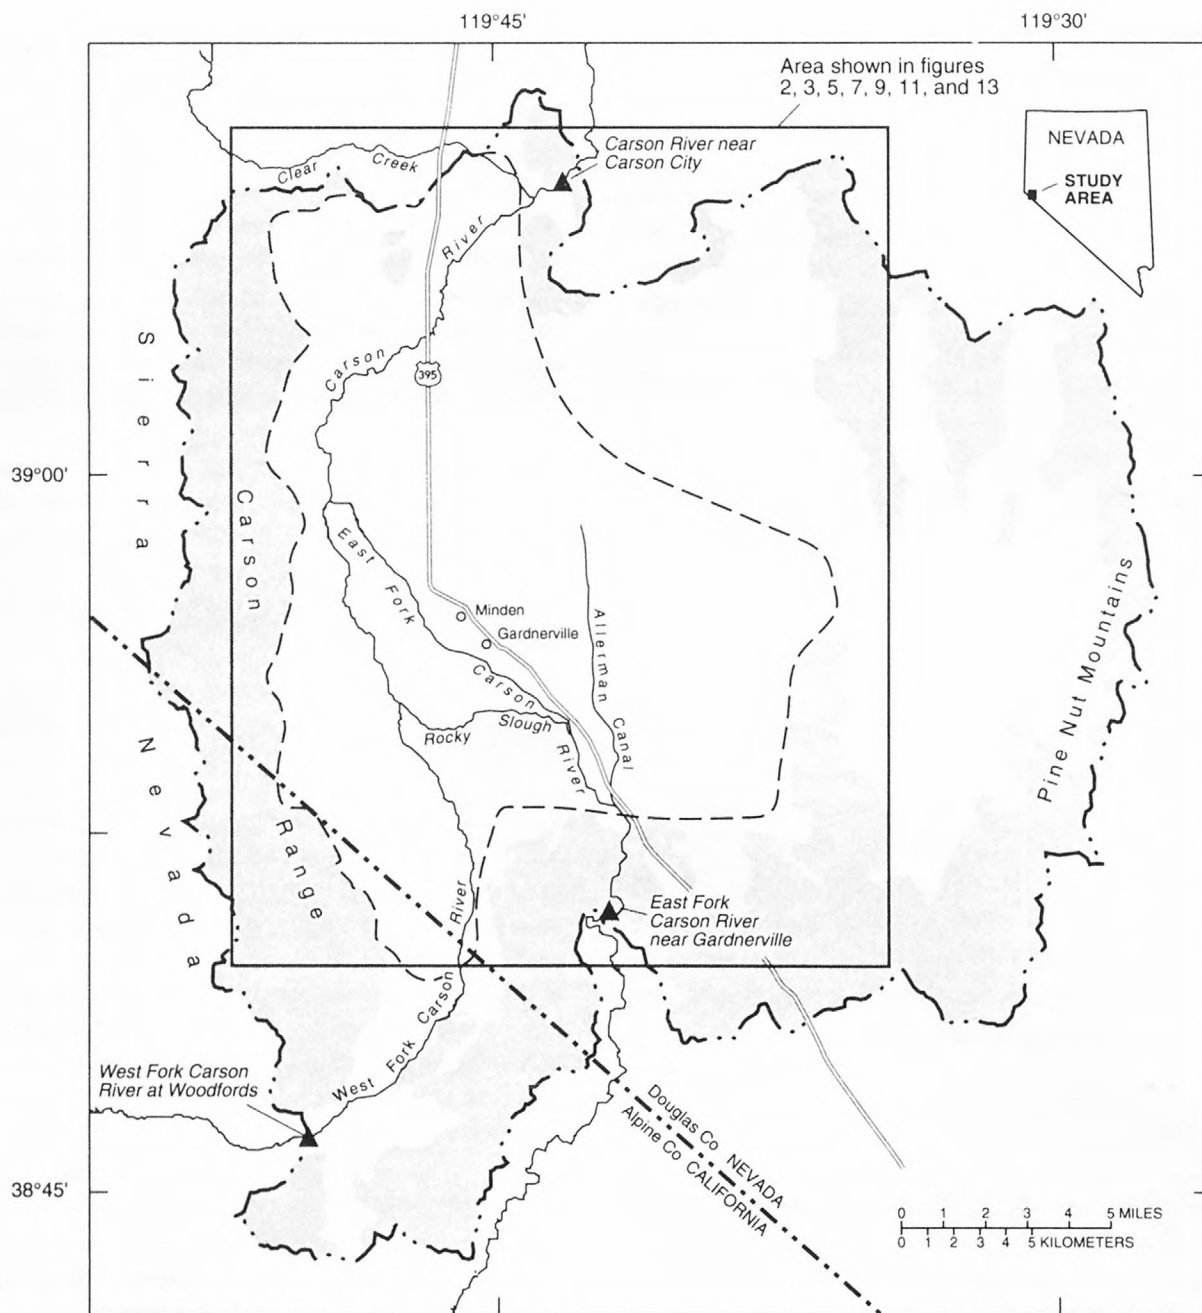 119°45'
119°30'
Area shown in figures
2, 3, 5, 7, 9, 11, and 13
NEVADA
STUDY
AREA
Carson River near
Carson City
Clear Creek
River
Carson
395
39°00'
Sierra
Carson
East Fork
Minden
Gardnerville
Allerman
Canal
Carson
River
Rocky Slough
Pine Nut Mountains
Nevada
Range
River
East Fork
Carson River
near Gardnerville
West Fork Carson
West Fork Carson
River at Woodfords
Douglas Co NEVADA
Alpine Co CALIFORNIA
38°45'
0 1 2 3 4 5 MILES
0 1 2 3 4 5 KILOMETERS